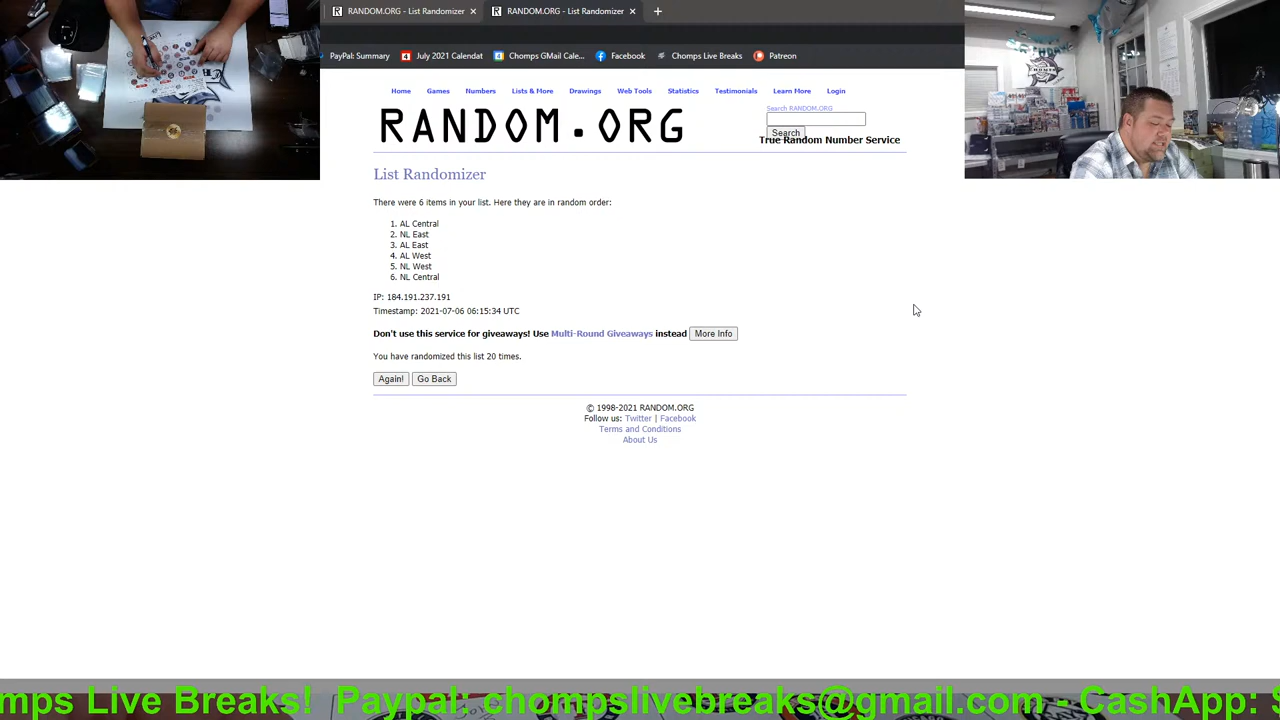 RANDOM.ORG - List Randomizer
RANDOM.ORG - List Randomizer
PayPal Summary
July 2021 Calendat
Chomps GMail Cale...
Facebook
Chomps Live Breaks
Patreon
Home
Games
Numbers
Lists & More
Drawings
Web Tools
Statistics
Testimonials
Learn More
Login
RANDOM.ORG
Search RANDOM.ORG
Search
True Random Number Service
List Randomizer
There were 6 items in your list. Here they are in random order:
1. AL Central
2. NL East
3. AL East
4. AL West
5. NL West
6. NL Central
IP: 184.191.237.191
Timestamp: 2021-07-06 06:15:34 UTC
Don't use this service for giveaways! Use Multi-Round Giveaways instead More Info
You have randomized this list 20 times.
Again! Go Back
© 1998-2021 RANDOM.ORG
Follow us: Twitter | Facebook
Terms and Conditions
About Us
mps Live Breaks! Paypal: chompslivebreaks@gmail.com - CashApp: S